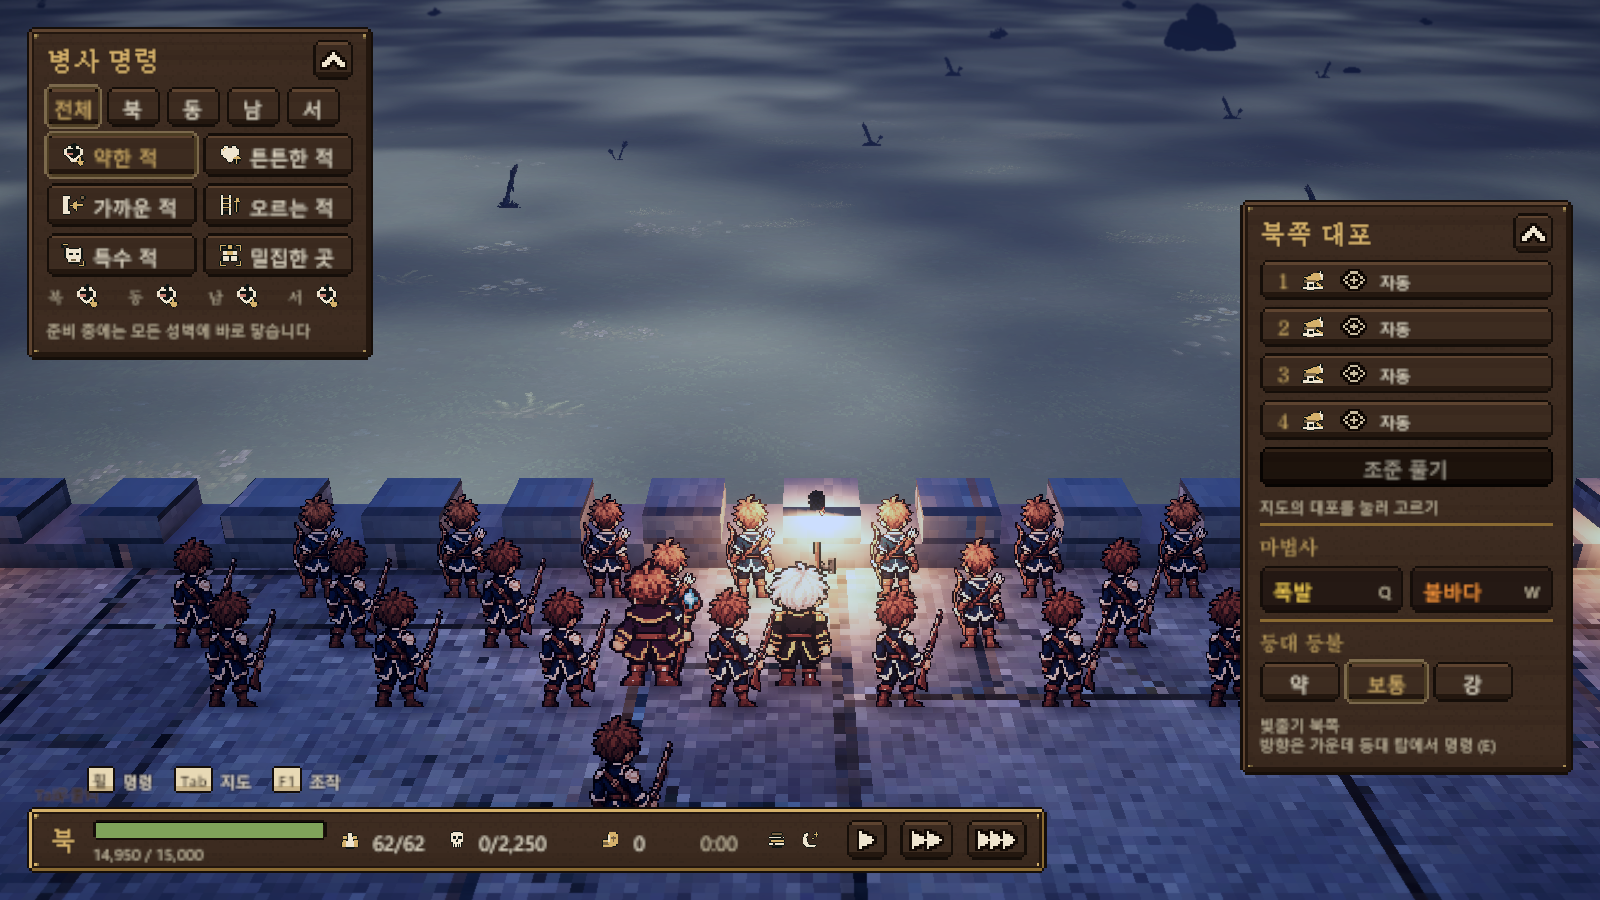 병사 명령
전체 북 동 남 서
약한 적 튼튼한 적
가까운 적 오르는 적
특수 적 밀집한 곳
북 동 남 서
준비 중에는 모든 성벽에 바로 닿습니다
북쪽 대포
1 자동
2 자동
3 자동
4 자동
조준 풀기
지도의 대포를 눌러 고르기
마법사
폭발 Q 불바다 W
등대 등불
약 보통 강
빛줄기 북쪽
방향은 가운데 등대 탑에서 명령 (E)
휠 명령 Tab 지도 F1 조작
북 14,950 / 15,000 62/62 0/2,250 0 0:00